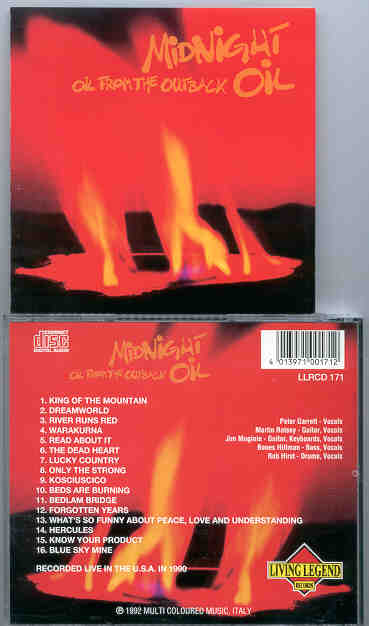 MiDNiGHT
OiL FROM THE OUTBACK OiL
COMPACT
disc
DIGITAL AUDIO
MiDNiGHT
OiL FROM THE OUTBACK OiL
4 013971 001712
LLRCD 171
1. KING OF THE MOUNTAIN
2. DREAMWORLD
3. RIVER RUNS RED
4. WARAKURNA
5. READ ABOUT IT
6. THE DEAD HEART
7. LUCKY COUNTRY
8. ONLY THE STRONG
9. KOSCIUSCICO
10. BEDS ARE BURNING
11. BEDLAM BRIDGE
12. FORGOTTEN YEARS
13. WHAT'S SO FUNNY ABOUT PEACE, LOVE AND UNDERSTANDING
14. HERCULES
15. KNOW YOUR PRODUCT
16. BLUE SKY MINE
Peter Garrett - Vocals
Martin Rotsey - Guitar, Vocals
Jim Moginie - Guitar, Keyboards, Vocals
Bones Hillman - Bass, Vocals
Rob Hirst - Drums, Vocals
RECORDED LIVE IN THE U.S.A. IN 1990
LIVING LEGEND
RECORDS
℗ 1992 MULTI COLOURED MUSIC, ITALY